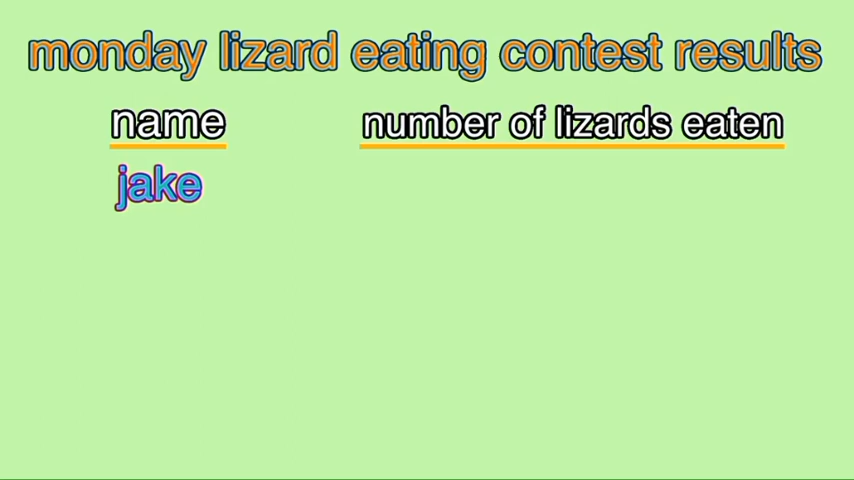 monday lizard eating contest results
name number of lizards eaten
jake